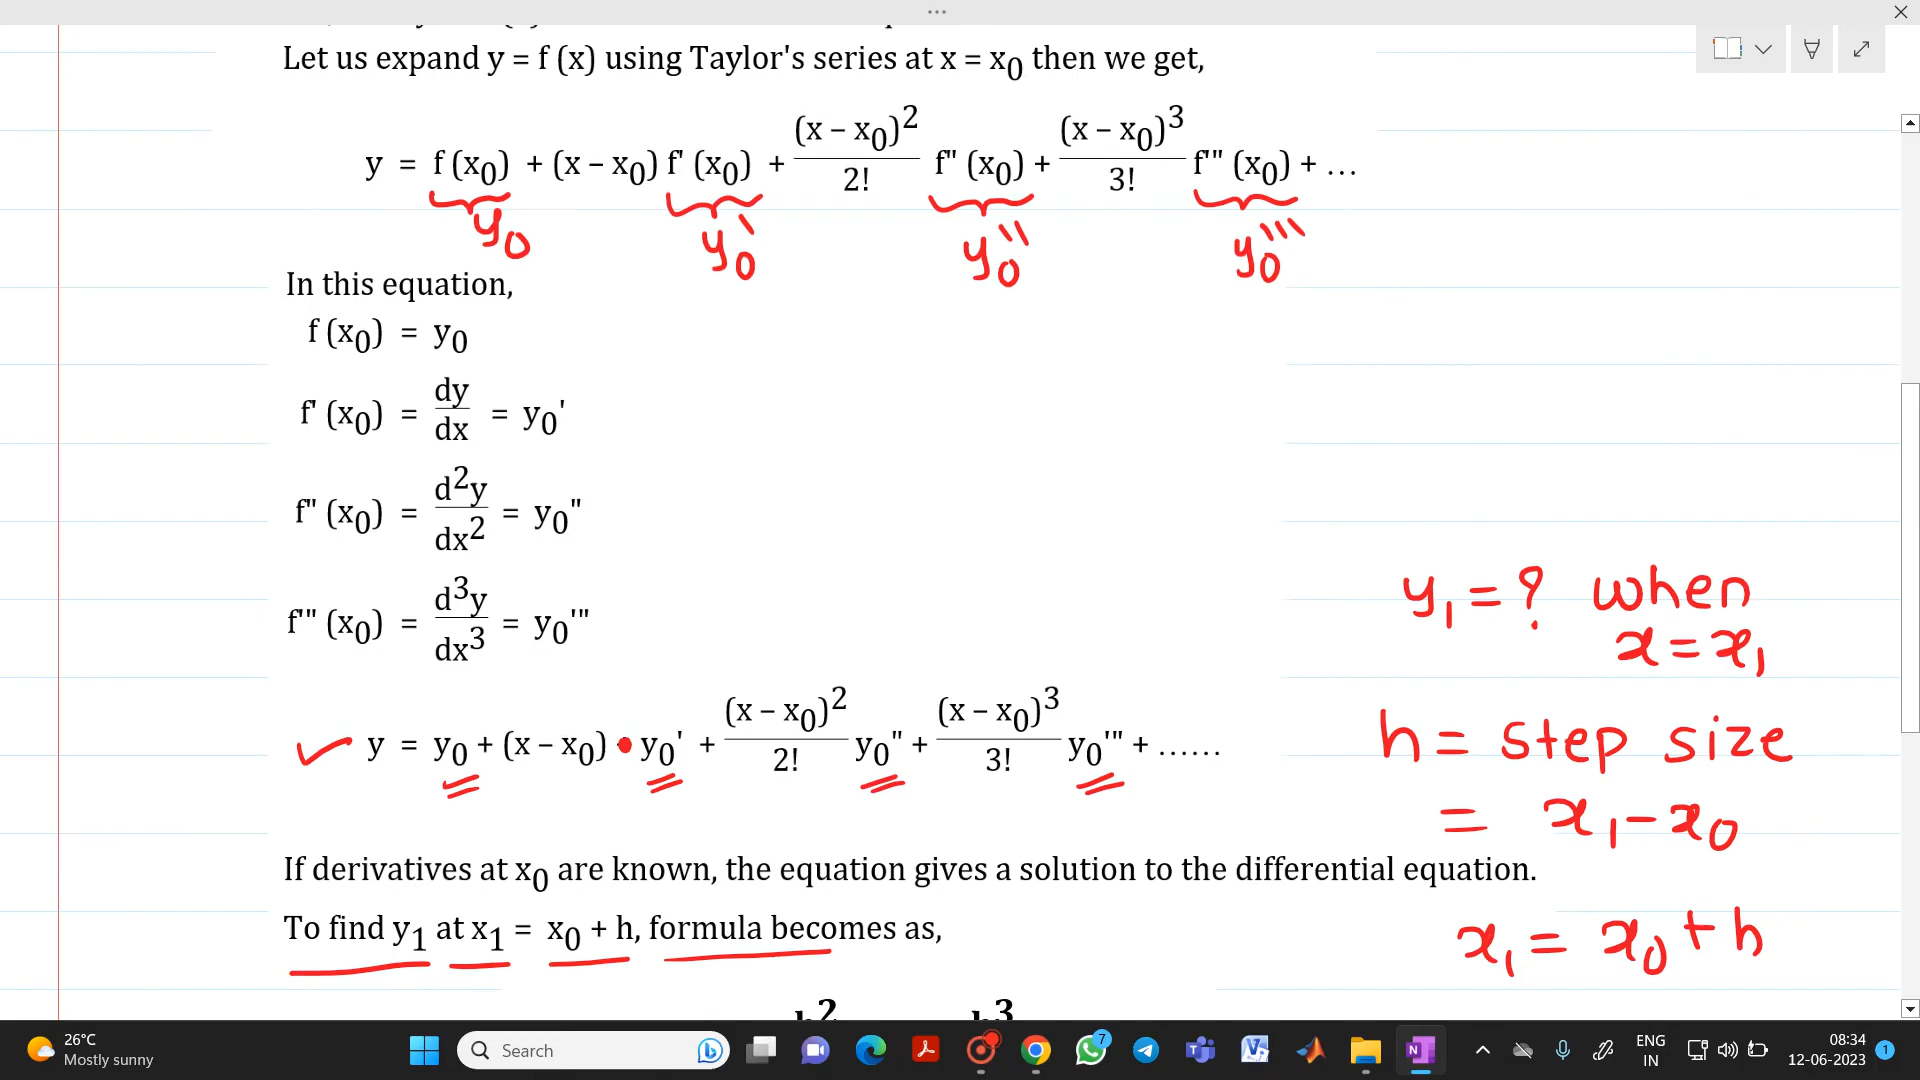 Let us expand y = f (x) using Taylor's series at x = x₀ then we get,
y = f (x₀) + (x – x₀) f' (x₀) + (x – x₀)²/2! f'' (x₀) + (x – x₀)³/3! f''' (x₀) + ...
y₀ y₀' y₀'' y₀'''
In this equation,
f (x₀) = y₀
f' (x₀) = dy/dx = y₀'
f'' (x₀) = d²y/dx² = y₀''
f''' (x₀) = d³y/dx³ = y₀'''
y₁ = ? when
x = x₁
y = y₀ + (x – x₀) · y₀' + (x – x₀)²/2! y₀'' + (x – x₀)³/3! y₀''' + ......
h = step size
= x₁ – x₀
If derivatives at x₀ are known, the equation gives a solution to the differential equation.
To find y₁ at x₁ = x₀ + h, formula becomes as,
x₁ = x₀ + h
26°C
Mostly sunny
Search
7
ENG
IN
08:34
12-06-2023
1